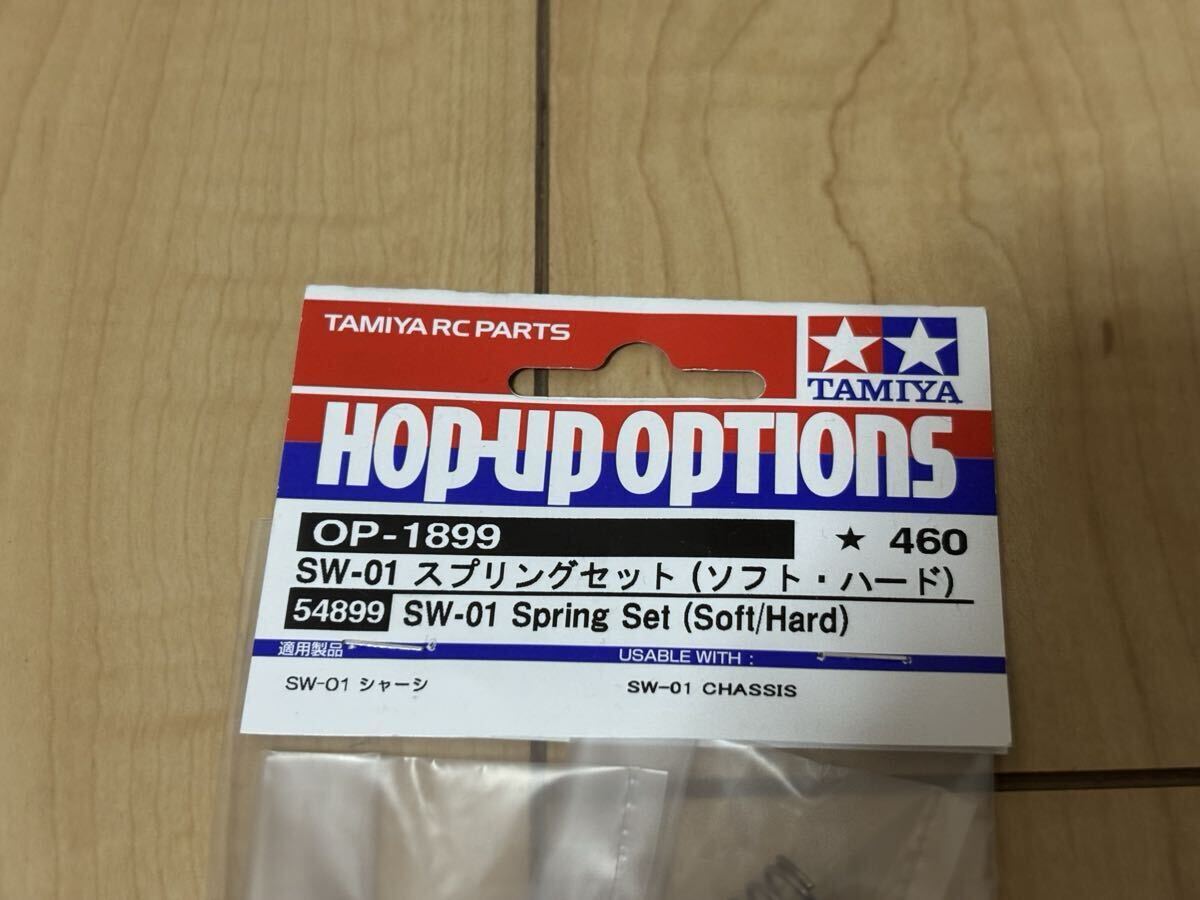 TAMIYA RC PARTS
TAMIYA
HOP-UP OPTIONS
OP-1899
★ 460
SW-01 スプリングセット (ソフト・ハード)
54899 SW-01 Spring Set (Soft/Hard)
適用製品
USABLE WITH :
SW-01 シャーシ
SW-01 CHASSIS